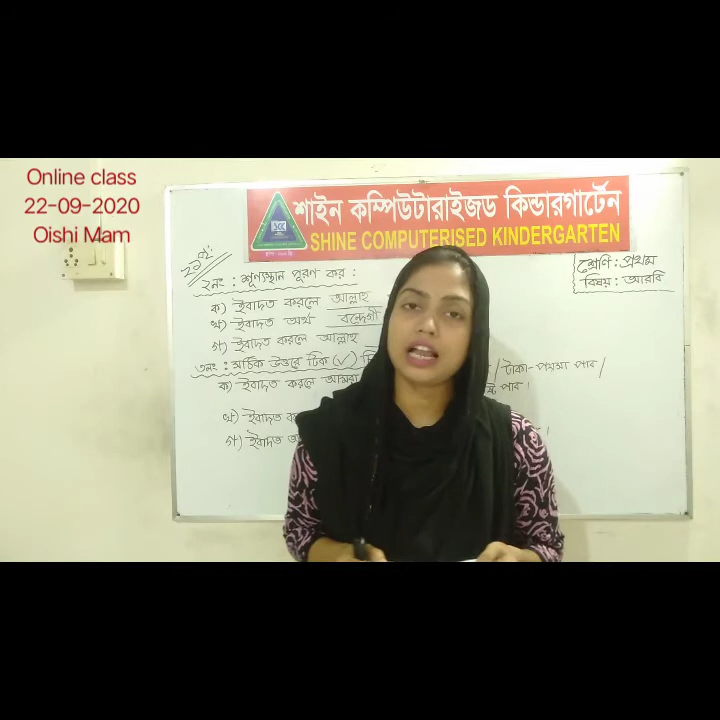 Online class
22-09-2020
Oishi Mam
শাইন কম্পিউটারাইজড কিন্ডারগার্টেন
SHINE COMPUTERISED KINDERGARTEN
শ্রেণি : প্রথম
বিষয় : আরবি
২নং : শূণ্যস্থান পূরণ কর :
ক) ইবাদত করলে আল্লাহ
খ) ইবাদত অর্থ বন্দেগী
গ) ইবাদত করলে আল্লাহ
৩নং : সঠিক উত্তরে টিক (✓)
ক) ইবাদত করলে আমরা / টাকা-পয়সা পাব /
পাব।
খ) ইবাদত
গ) ইবাদত